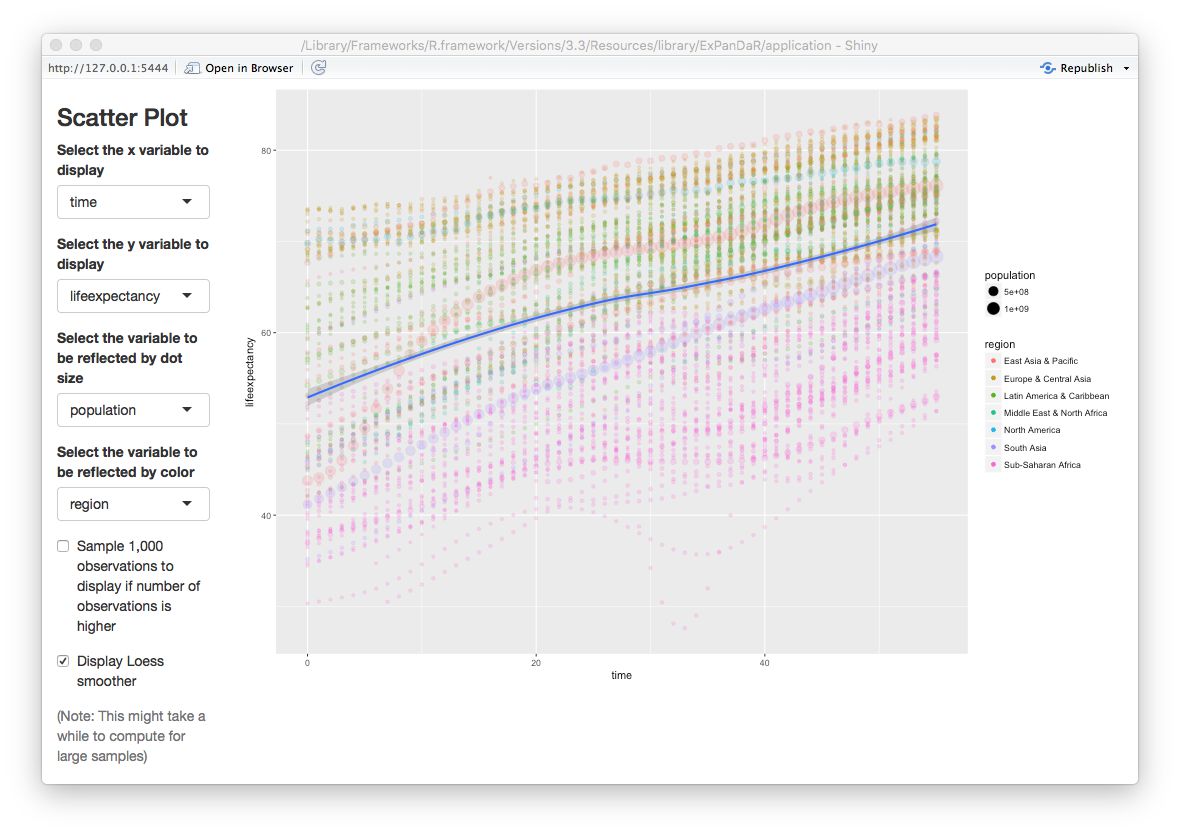 /Library/Frameworks/R.framework/Versions/3.3/Resources/library/ExPanDaR/application - Shiny
http://127.0.0.1:5444
Open in Browser
Republish
Scatter Plot
Select the x variable to
display
time
Select the y variable to
display
lifeexpectancy
Select the variable to
be reflected by dot
size
population
Select the variable to
be reflected by color
region
Sample 1,000
observations to
display if number of
observations is
higher
Display Loess
smoother
(Note: This might take a
while to compute for
large samples)
lifeexpectancy
80
60
40
0
20
40
time
population
5e+08
1e+09
region
East Asia & Pacific
Europe & Central Asia
Latin America & Caribbean
Middle East & North Africa
North America
South Asia
Sub-Saharan Africa